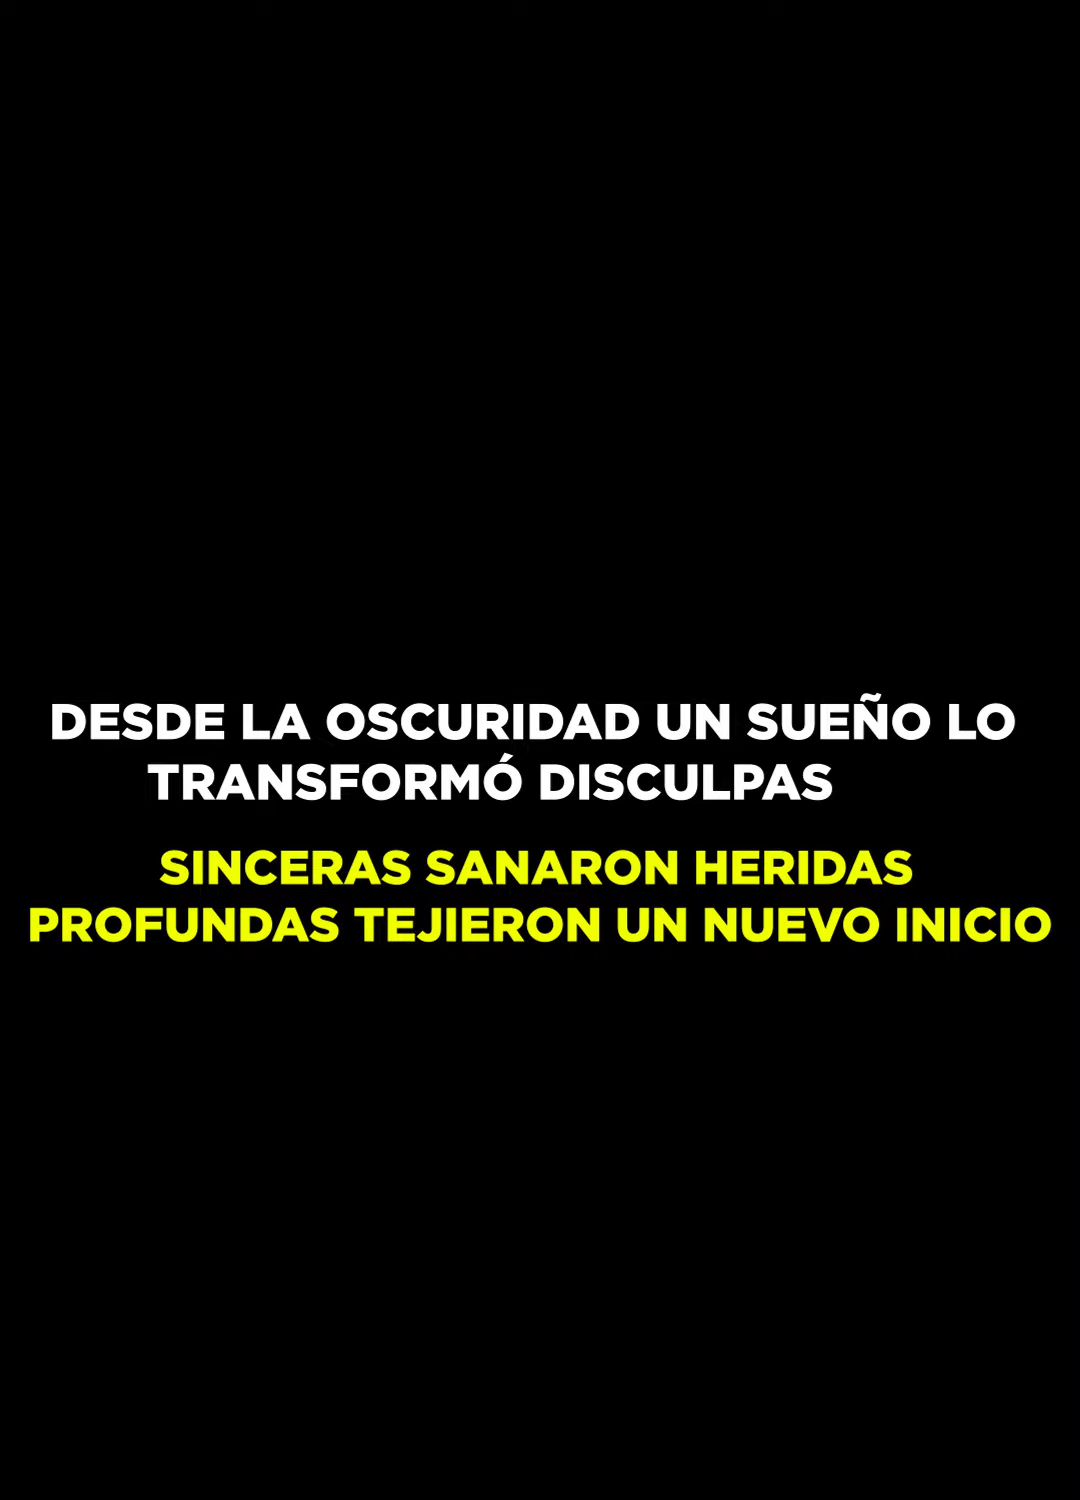 DESDE LA OSCURIDAD UN SUEÑO LO
TRANSFORMÓ DISCULPAS
SINCERAS SANARON HERIDAS
PROFUNDAS TEJIERON UN NUEVO INICIO